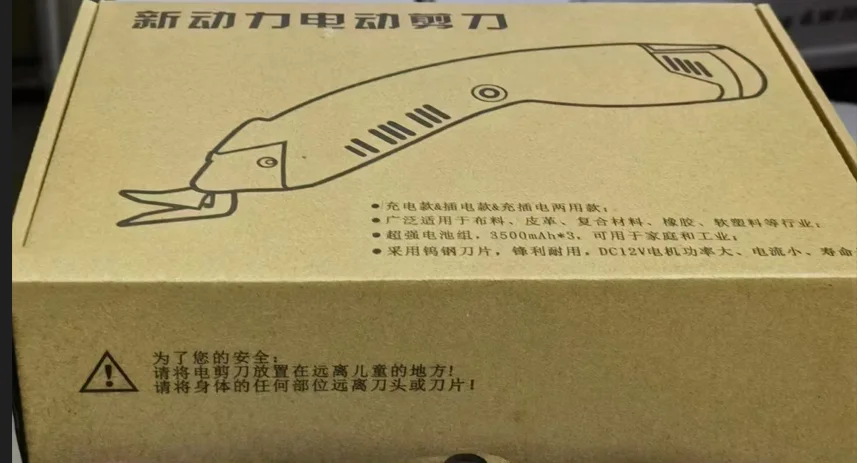 新动力电动剪刀
●充电款&插电款&充插电两用款;
●广泛适用于布料、皮革、复合材料、橡胶、软塑料等行业;
●超强电池组, 3500mAh*3, 可用于家庭和工业;
●采用钨钢刀片, 锋利耐用, DC12V电机功率大、电流小、寿命
为了您的安全:
请将电剪刀放置在远离儿童的地方!
请将身体的任何部位远离刀头或刀片!